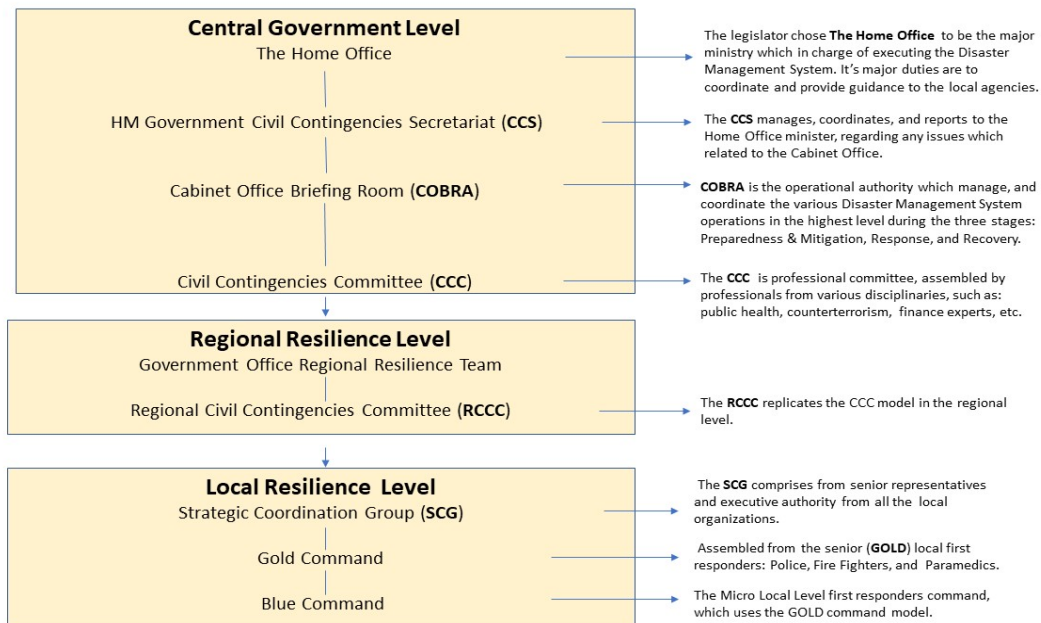 Central Government Level
The Home Office
HM Government Civil Contingencies Secretariat (CCS)
Cabinet Office Briefing Room (COBRA)
Civil Contingencies Committee (CCC)
The legislator chose The Home Office to be the major
ministry which in charge of executing the Disaster
Management System. It’s major duties are to
coordinate and provide guidance to the local agencies.
The CCS manages, coordinates, and reports to the
Home Office minister, regarding any issues which
related to the Cabinet Office.
COBRA is the operational authority which manage, and
coordinate the various Disaster Management System
operations in the highest level during the three stages:
Preparedness & Mitigation, Response, and Recovery.
The CCC is professional committee, assembled by
professionals from various disciplinaries, such as:
public health, counterterrorism, finance experts, etc.
Regional Resilience Level
Government Office Regional Resilience Team
Regional Civil Contingencies Committee (RCCC)
The RCCC replicates the CCC model in the regional
level.
Local Resilience Level
Strategic Coordination Group (SCG)
Gold Command
Blue Command
The SCG comprises from senior representatives
and executive authority from all the local
organizations.
Assembled from the senior (GOLD) local first
responders: Police, Fire Fighters, and Paramedics.
The Micro Local Level first responders command,
which uses the GOLD command model.